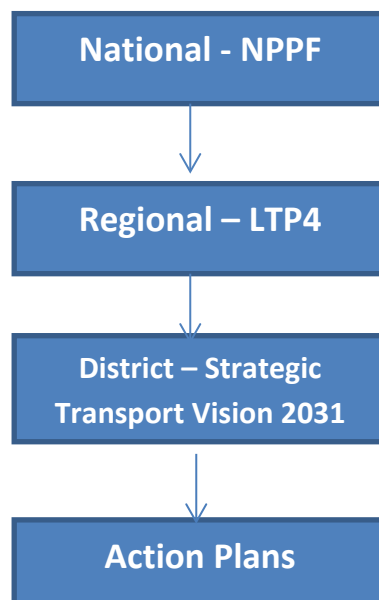 National - NPPF
Regional – LTP4
District – Strategic
Transport Vision 2031
Action Plans